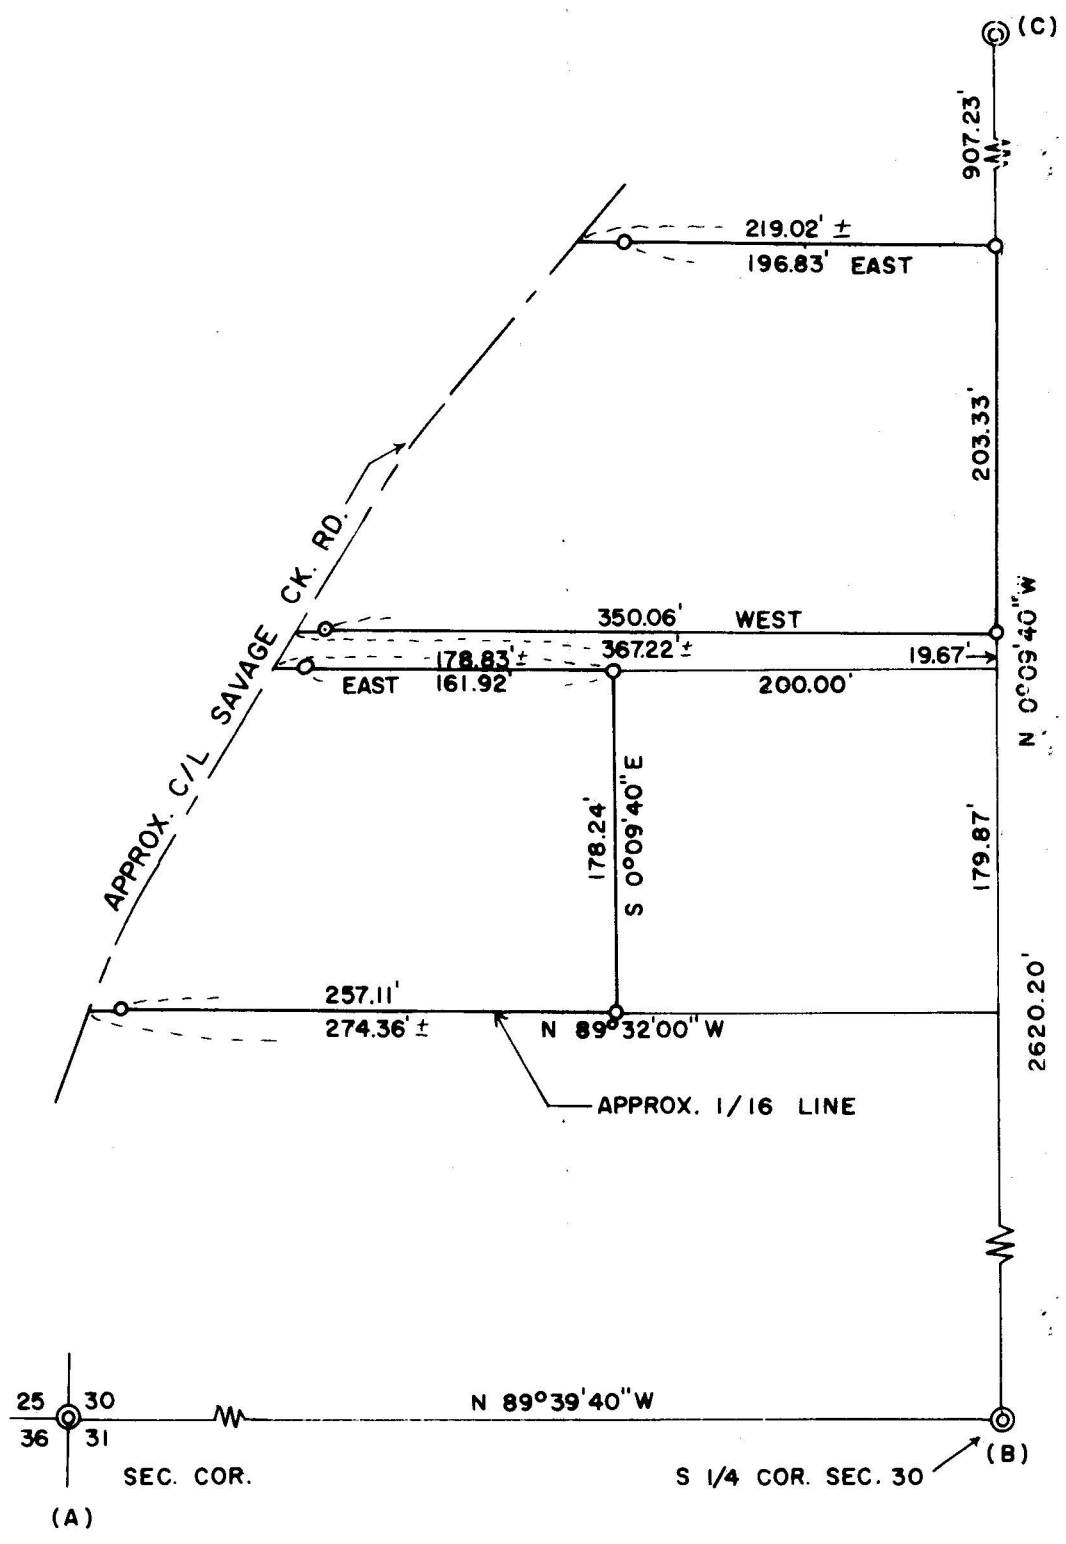 (C)
907.23'
219.02' ±
196.83' EAST
203.33'
APPROX. C/L SAVAGE CK. RD.
350.06' WEST
367.22' ±
19.67'
178.83' ±
EAST 161.92'
200.00'
N 0°09'40" W
178.24'
S 0°09'40" E
179.87'
2620.20'
257.11'
274.36' ±
N 89°32'00" W
APPROX. 1/16 LINE
25 30
36 31
N 89°39'40" W
SEC. COR.
S 1/4 COR. SEC. 30
(B)
(A)